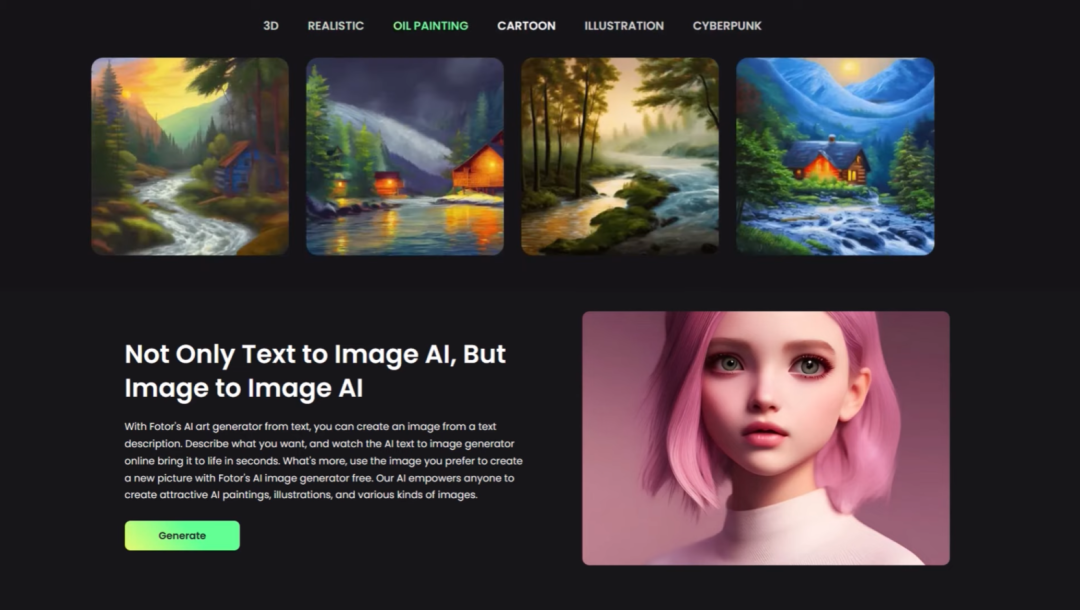 3D REALISTIC OIL PAINTING CARTOON ILLUSTRATION CYBERPUNK
Not Only Text to Image AI, But
Image to Image AI
With Fotor's AI art generator from text, you can create an image from a text
description. Describe what you want, and watch the AI text to image generator
online bring it to life in seconds. What's more, use the image you prefer to create
a new picture with Fotor's AI image generator free. Our AI empowers anyone to
create attractive AI paintings, illustrations, and various kinds of images.
Generate